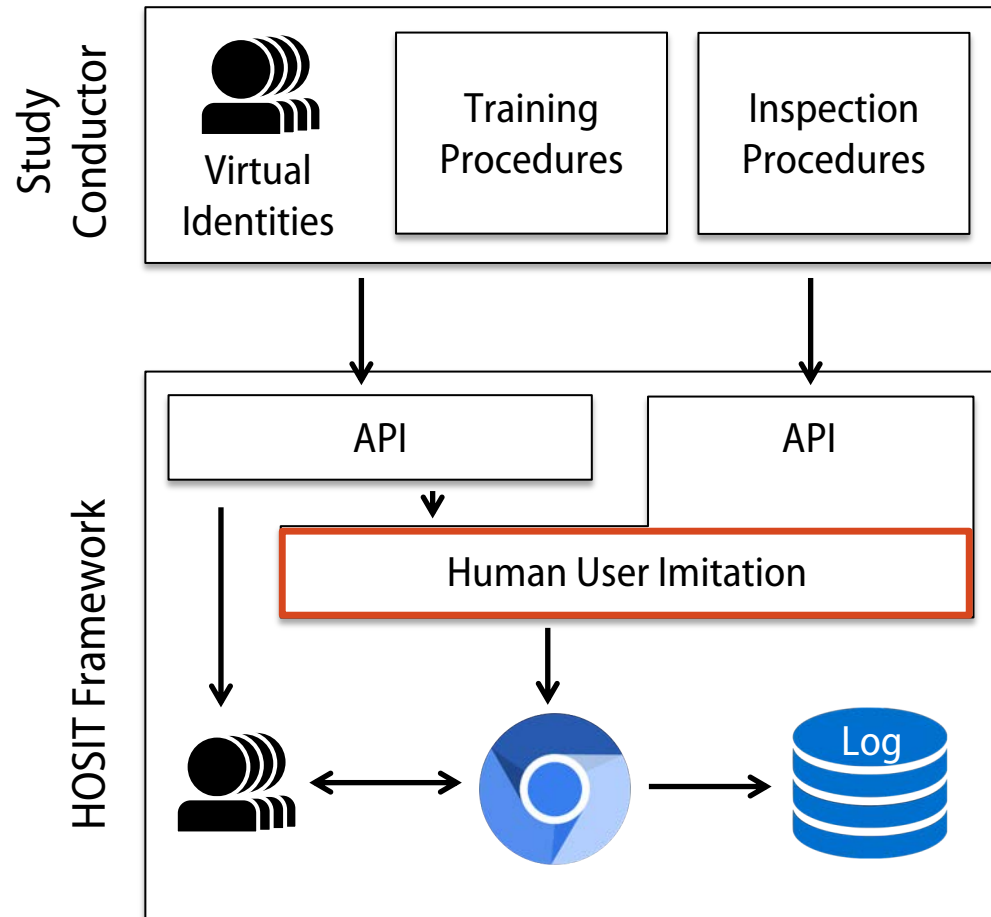 Study
Conductor
Virtual
Identities
Training
Procedures
Inspection
Procedures
HOSIT Framework
API
API
Human User Imitation
Log